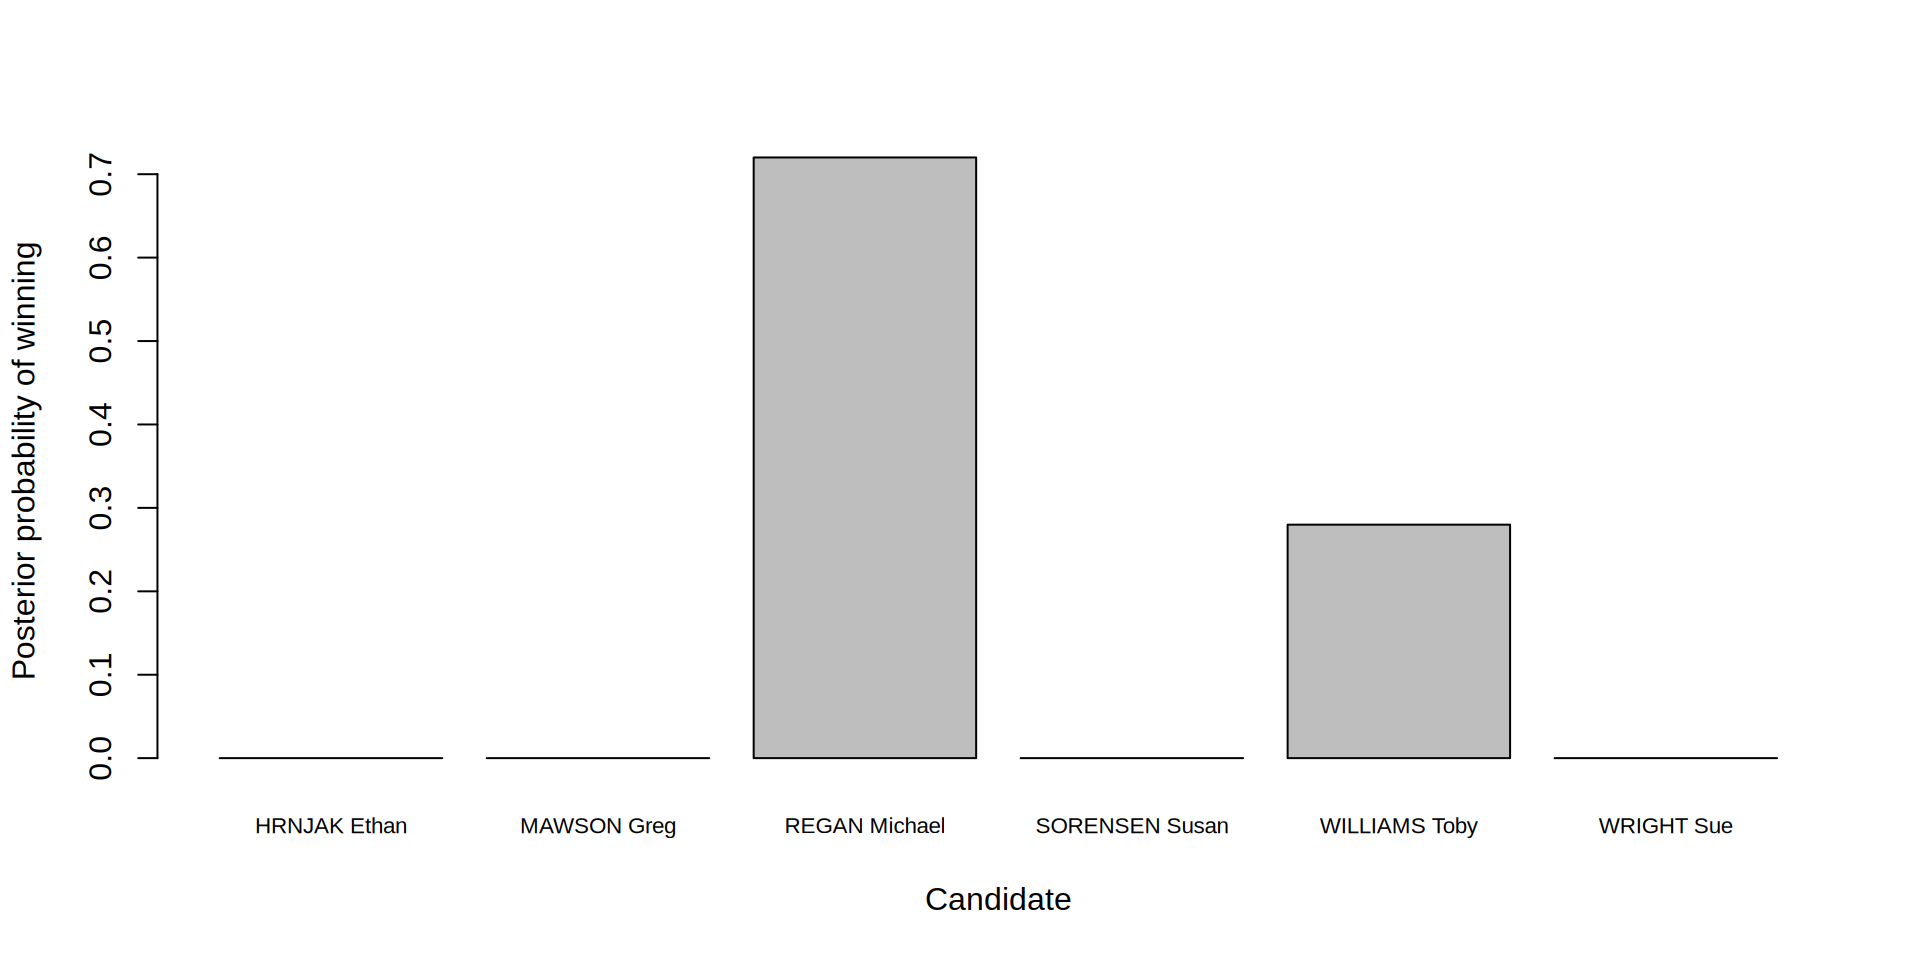 Posterior probability of winning
0.7
0.6
0.5
0.4
0.3
0.2
0.1
0.0
HRNJAK Ethan MAWSON Greg REGAN Michael SORENSEN Susan WILLIAMS Toby WRIGHT Sue
Candidate